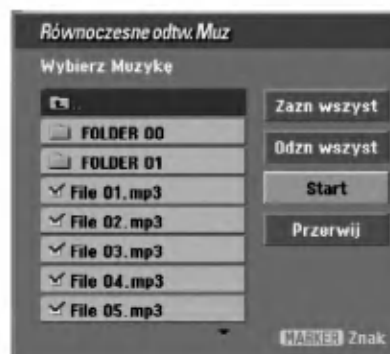 Równoczesne odtw. Muz
Wybierz Muzykę
..
FOLDER 00
FOLDER 01
File 01.mp3
File 02.mp3
File 03.mp3
File 04.mp3
File 05.mp3
Zazn wszyst
Odzn wszyst
Start
Przerwij
MARKER Znak